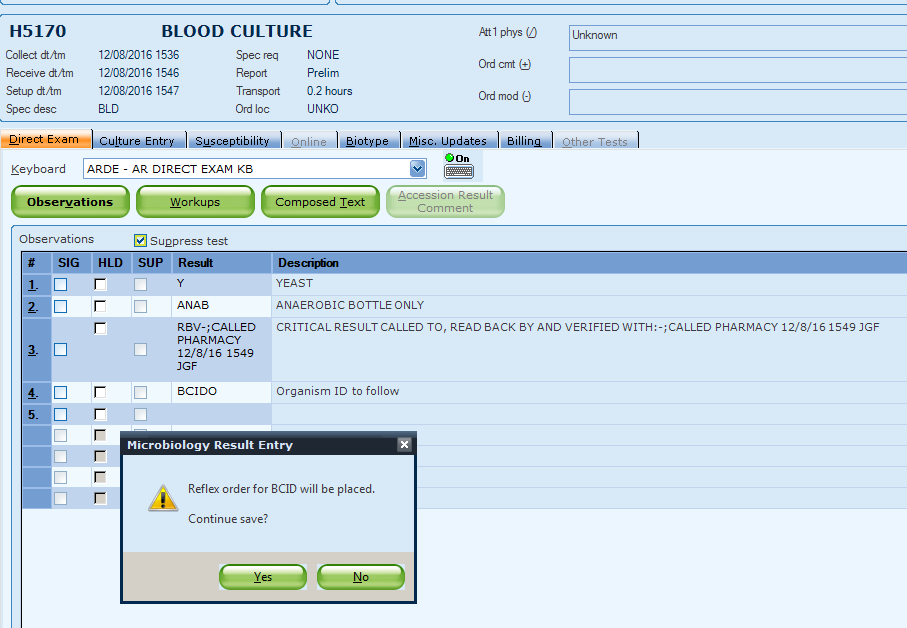 H5170 BLOOD CULTURE
Att1 phys (/) Unknown
Collect dt/tm 12/08/2016 1536 Spec req NONE
Receive dt/tm 12/08/2016 1546 Report Prelim
Ord cmt (+)
Setup dt/tm 12/08/2016 1547 Transport 0.2 hours
Ord mod (-)
Spec desc BLD Ord loc UNKO
Direct Exam Culture Entry Susceptibility Online Biotype Misc. Updates Billing Other Tests
Keyboard ARDE - AR DIRECT EXAM KB On
Observations Workups Composed Text Accession Result
Comment
Observations Suppress test
# SIG HLD SUP Result Description
1. Y YEAST
2. ANAB ANAEROBIC BOTTLE ONLY
3. RBV-;CALLED CRITICAL RESULT CALLED TO, READ BACK BY AND VERIFIED WITH:-;CALLED PHARMACY 12/8/16 1549 JGF
PHARMACY
12/8/16 1549
JGF
4. BCIDO Organism ID to follow
5.
Microbiology Result Entry
Reflex order for BCID will be placed.
Continue save?
Yes No